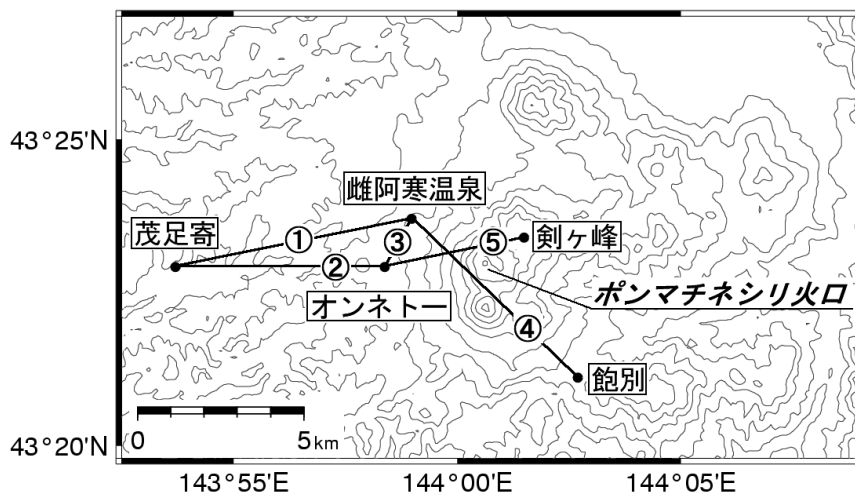 43°25'N
雌阿寒温泉
茂足寄
①
③
⑤
剣ヶ峰
②
オンネトー
ポンマチネシリ火口
④
飽別
0
5km
43°20'N
143°55'E
144°00'E
144°05'E